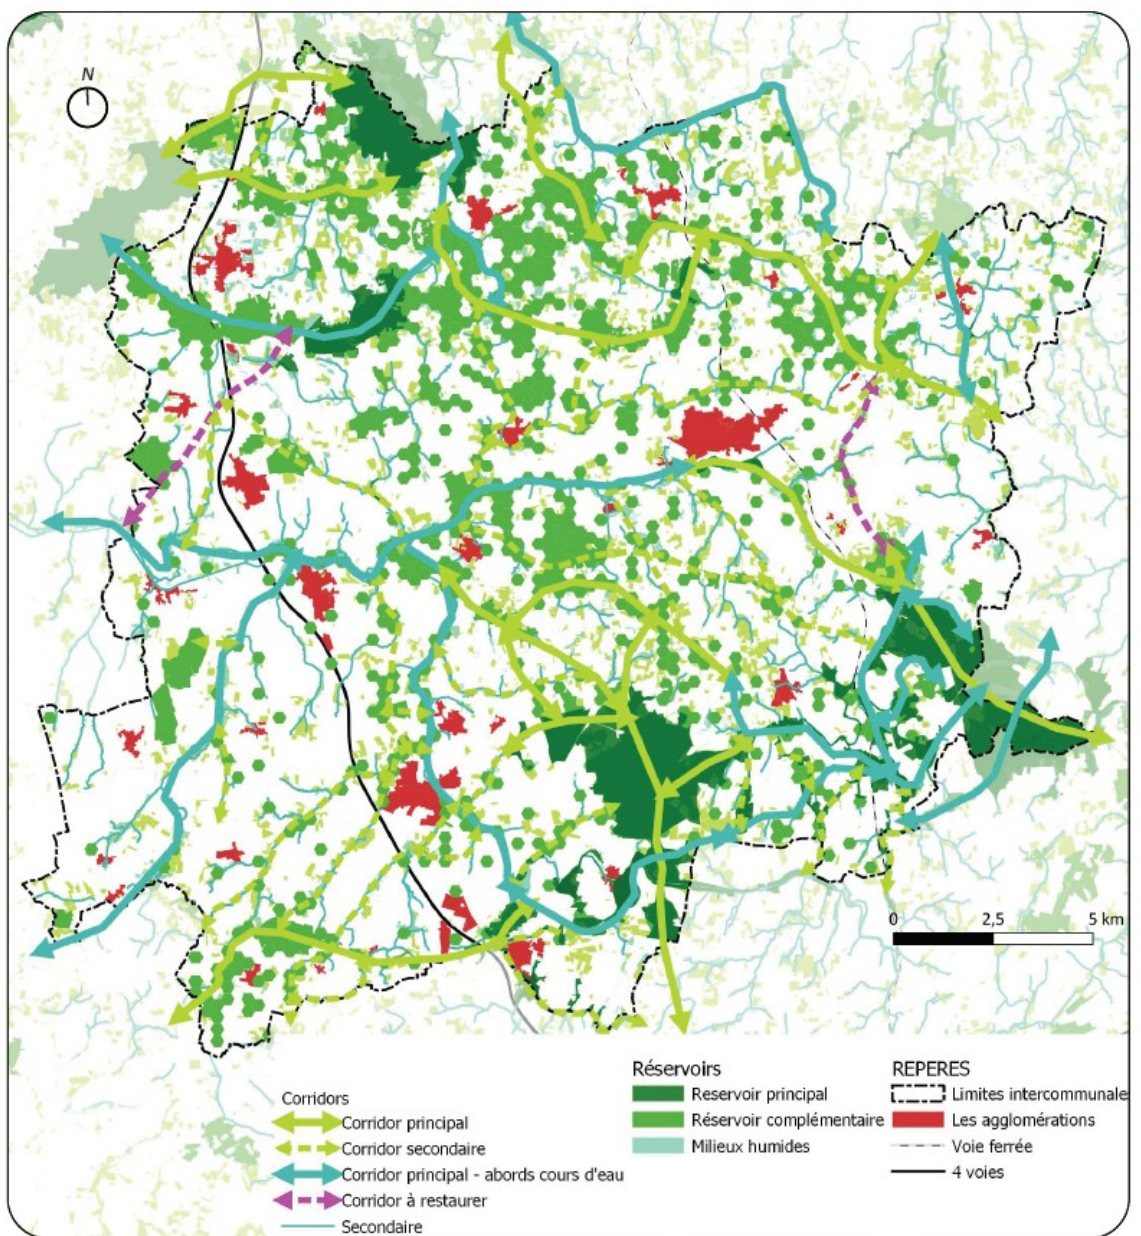 N
0 2,5 5 km
Corridors
Corridor principal
Corridor secondaire
Corridor principal - abords cours d'eau
Corridor à restaurer
Secondaire
Réservoirs
Reservoir principal
Réservoir complémentaire
Milieux humides
REPERES
Limites intercommunale
Les agglomérations
Voie ferrée
4 voies